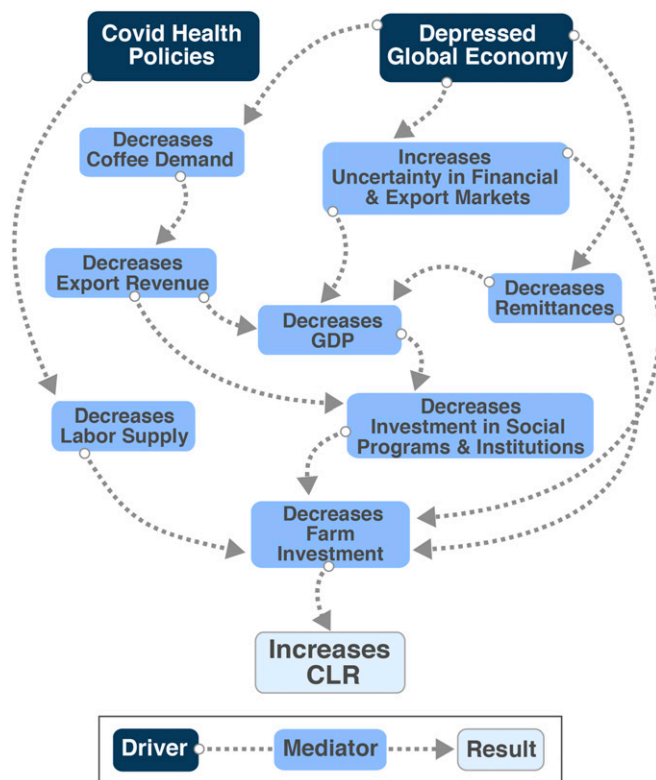 Covid Health
Policies
Depressed
Global Economy
Decreases
Coffee Demand
Increases
Uncertainty in Financial
& Export Markets
Decreases
Export Revenue
Decreases
Remittances
Decreases
GDP
Decreases
Labor Supply
Decreases
Investment in Social
Programs & Institutions
Decreases
Farm
Investment
Increases
CLR
Driver
Mediator
Result